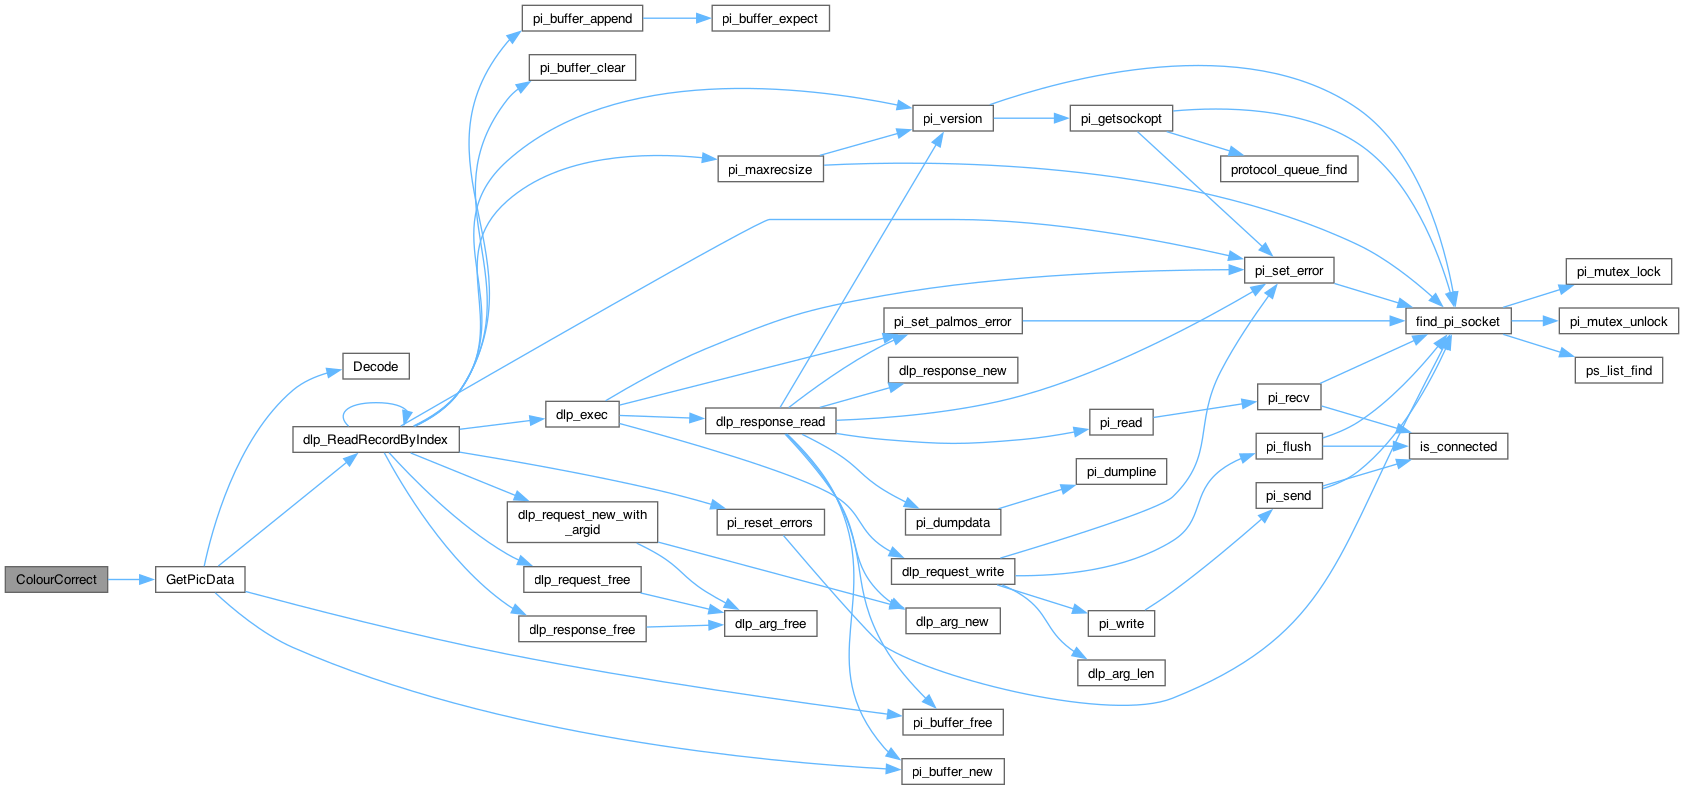 pi_buffer_append
pi_buffer_expect
pi_buffer_clear
pi_version
pi_getsockopt
pi_maxrecsize
protocol_queue_find
pi_set_error
pi_mutex_lock
pi_set_palmos_error
find_pi_socket
pi_mutex_unlock
Decode
dlp_response_new
ps_list_find
dlp_exec
dlp_response_read
pi_read
pi_recv
dlp_ReadRecordByIndex
pi_flush
is_connected
pi_dumpline
pi_send
dlp_request_new_with
_argid
pi_reset_errors
pi_dumpdata
ColourCorrect
GetPicData
dlp_request_free
dlp_request_write
dlp_response_free
dlp_arg_free
dlp_arg_new
pi_write
dlp_arg_len
pi_buffer_free
pi_buffer_new